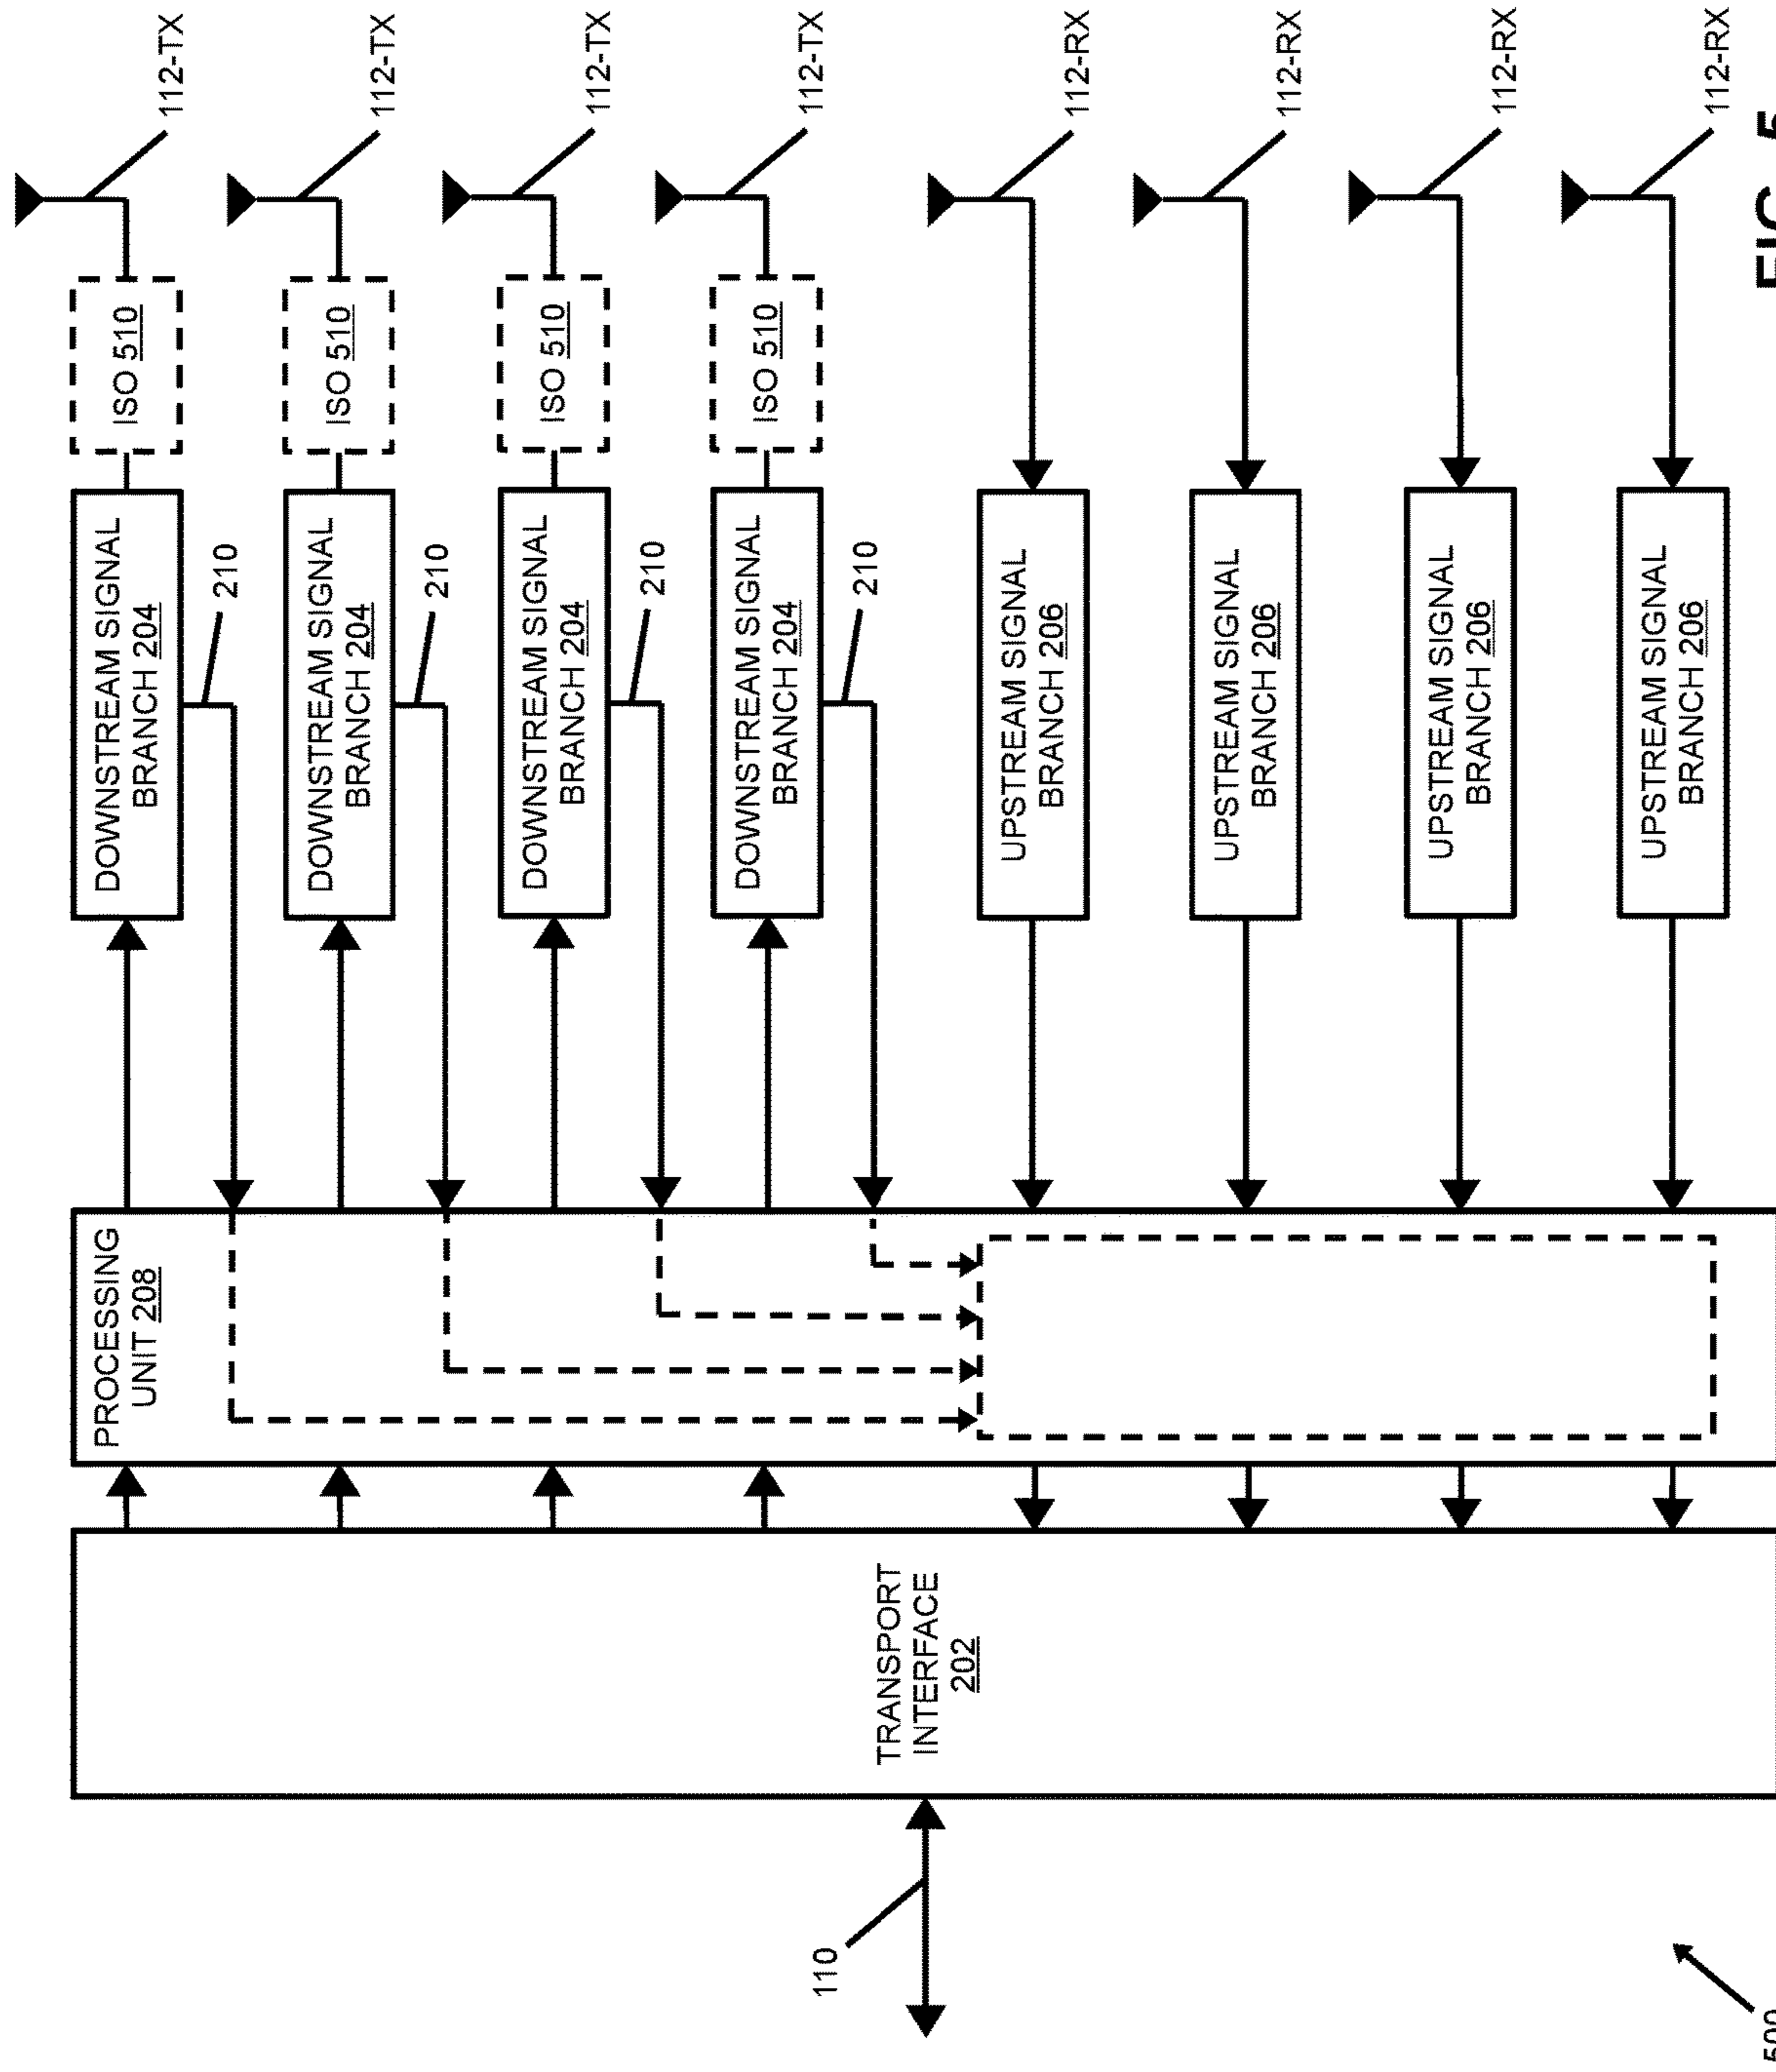 PROCESSING
UNIT 208
DOWNSTREAM SIGNAL
BRANCH 204
ISO 510
112-TX
210
DOWNSTREAM SIGNAL
BRANCH 204
ISO 510
112-TX
210
DOWNSTREAM SIGNAL
BRANCH 204
ISO 510
112-TX
210
DOWNSTREAM SIGNAL
BRANCH 204
ISO 510
112-TX
210
110
TRANSPORT
INTERFACE
202
UPSTREAM SIGNAL
BRANCH 206
112-RX
UPSTREAM SIGNAL
BRANCH 206
112-RX
UPSTREAM SIGNAL
BRANCH 206
112-RX
UPSTREAM SIGNAL
BRANCH 206
112-RX
500
FIG. 5